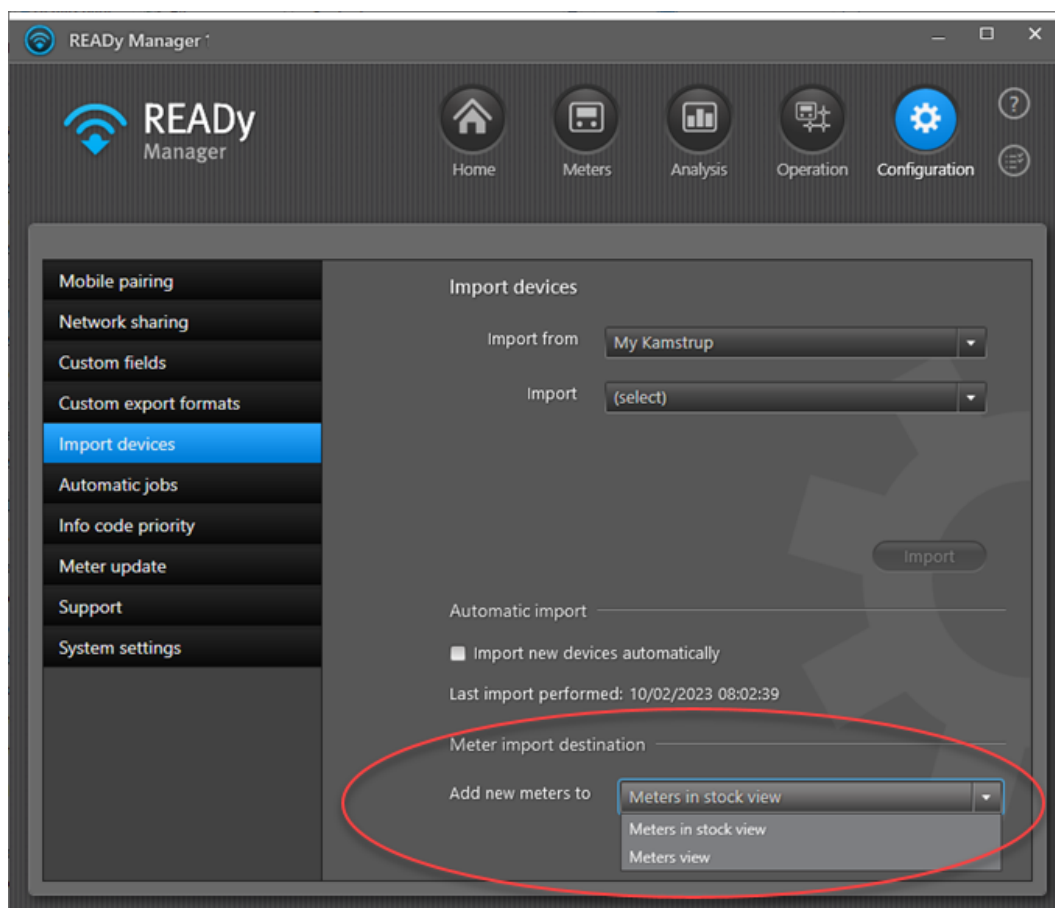 READy Manager
READy
Manager
Home
Meters
Analysis
Operation
Configuration
?
Mobile pairing
Network sharing
Custom fields
Custom export formats
Import devices
Automatic jobs
Info code priority
Meter update
Support
System settings
Import devices
Import from My Kamstrup
Import (select)
Import
Automatic import
Import new devices automatically
Last import performed: 10/02/2023 08:02:39
Meter import destination
Add new meters to Meters in stock view
Meters in stock view
Meters view